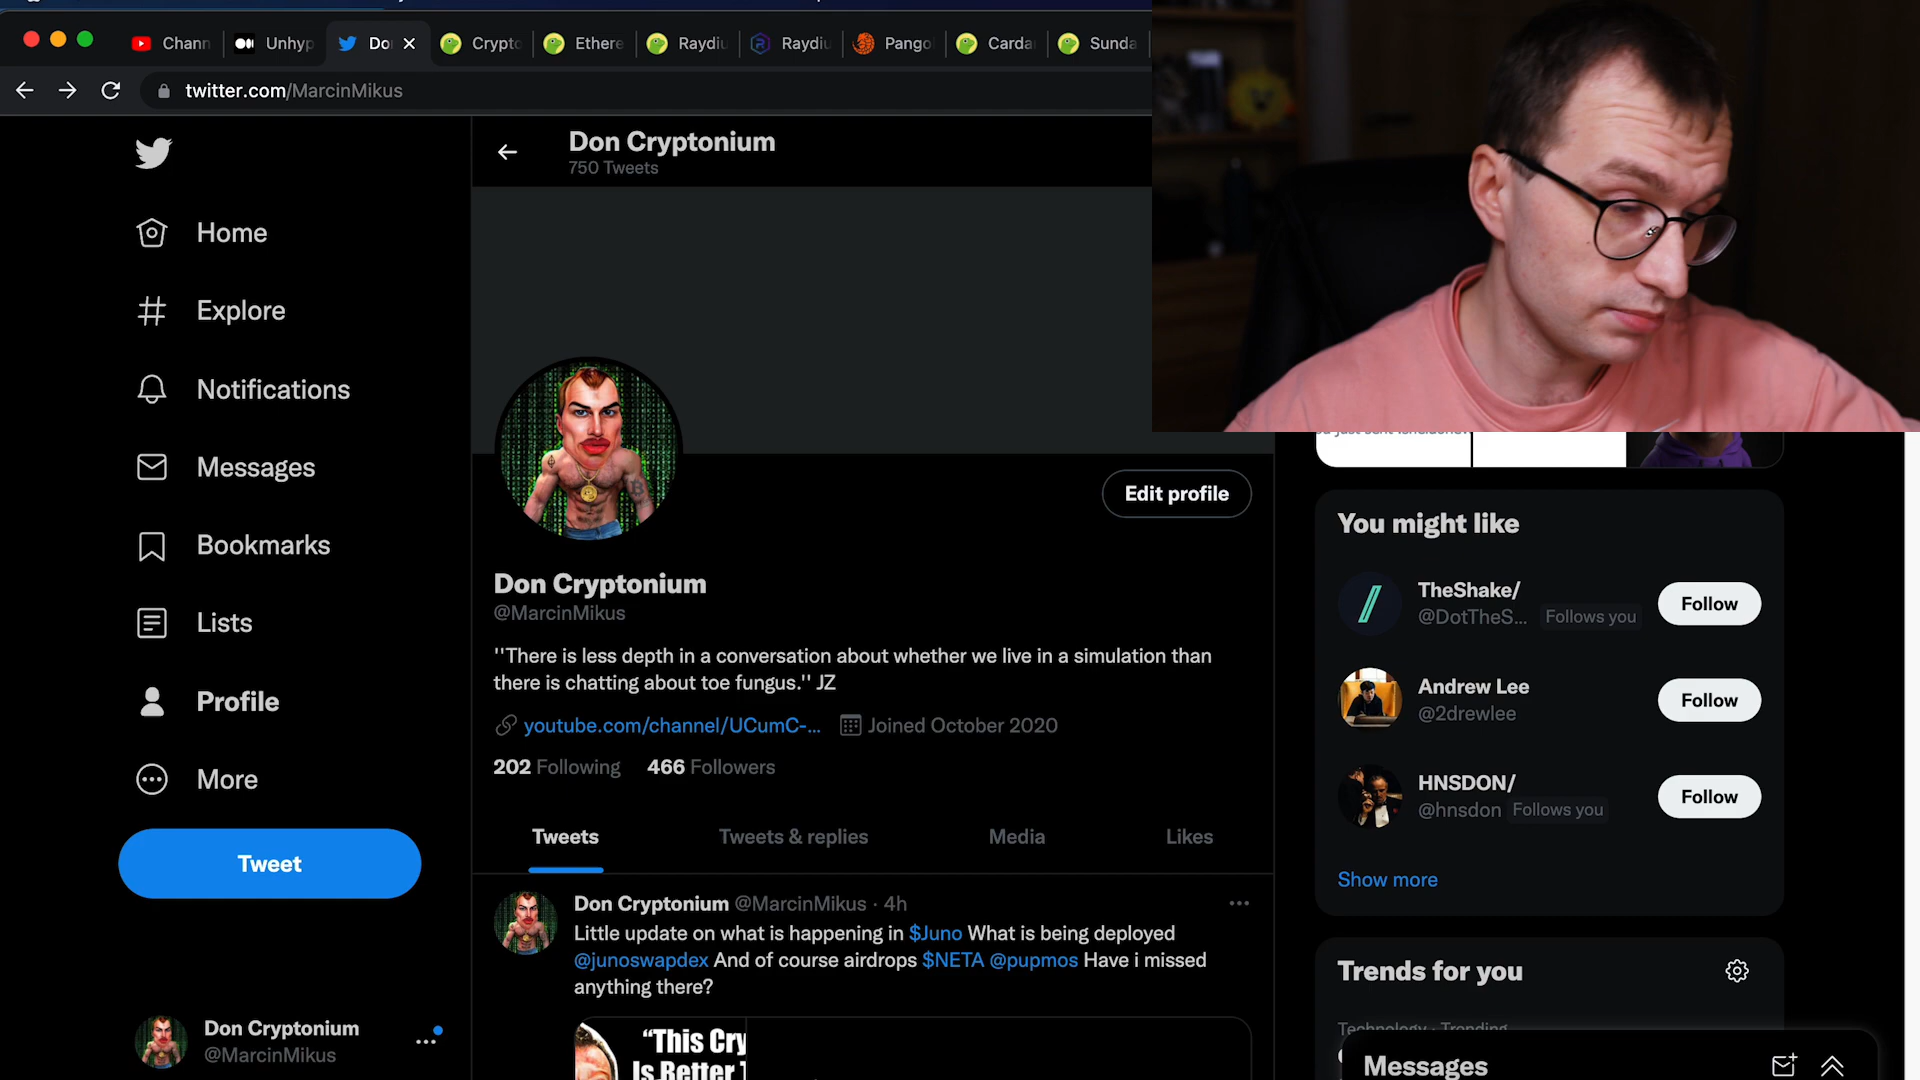 Chann
Unhyp
Do
Crypto
Ethere
Raydiu
Raydiu
Pango
Carda
Sunda
twitter.com/MarcinMikus
Don Cryptonium
750 Tweets
Home
Explore
Notifications
Messages
Bookmarks
Lists
Profile
More
Tweet
Don Cryptonium
@MarcinMikus
Edit profile
Don Cryptonium
@MarcinMikus
''There is less depth in a conversation about whether we live in a simulation than
there is chatting about toe fungus.'' JZ
youtube.com/channel/UCumC-...
Joined October 2020
202 Following 466 Followers
Tweets
Tweets & replies
Media
Likes
Don Cryptonium @MarcinMikus · 4h
Little update on what is happening in $Juno What is being deployed
@junoswapdex And of course airdrops $NETA @pupmos Have i missed
anything there?
“This Cry
Is Better
You might like
TheShake/
@DotTheS... Follows you
Follow
Andrew Lee
@2drewlee
Follow
HNSDON/
@hnsdon Follows you
Follow
Show more
Trends for you
Technology · Trending
Messages